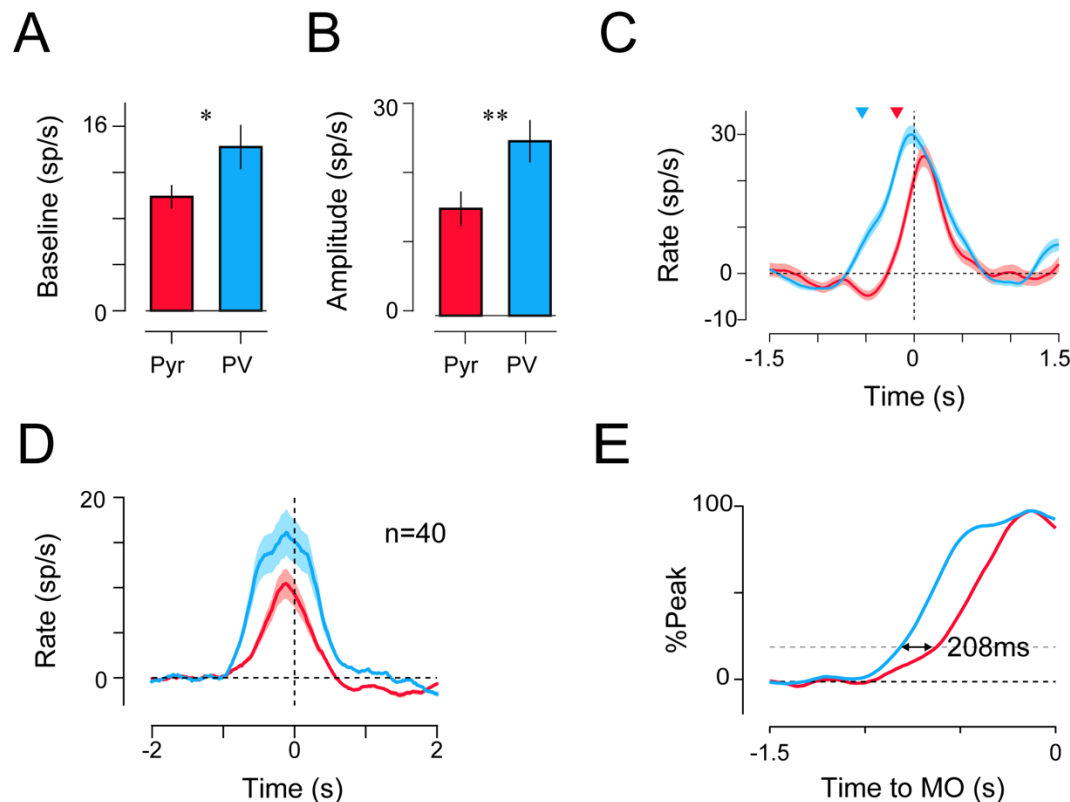 A
Baseline (sp/s)
16
0
*
Pyr
PV
B
Amplitude (sp/s)
30
0
**
Pyr
PV
C
Rate (sp/s)
30
0
-10
-1.5
0
1.5
Time (s)
D
Rate (sp/s)
20
0
n=40
-2
0
2
Time (s)
E
%Peak
100
0
208ms
-1.5
0
Time to MO (s)